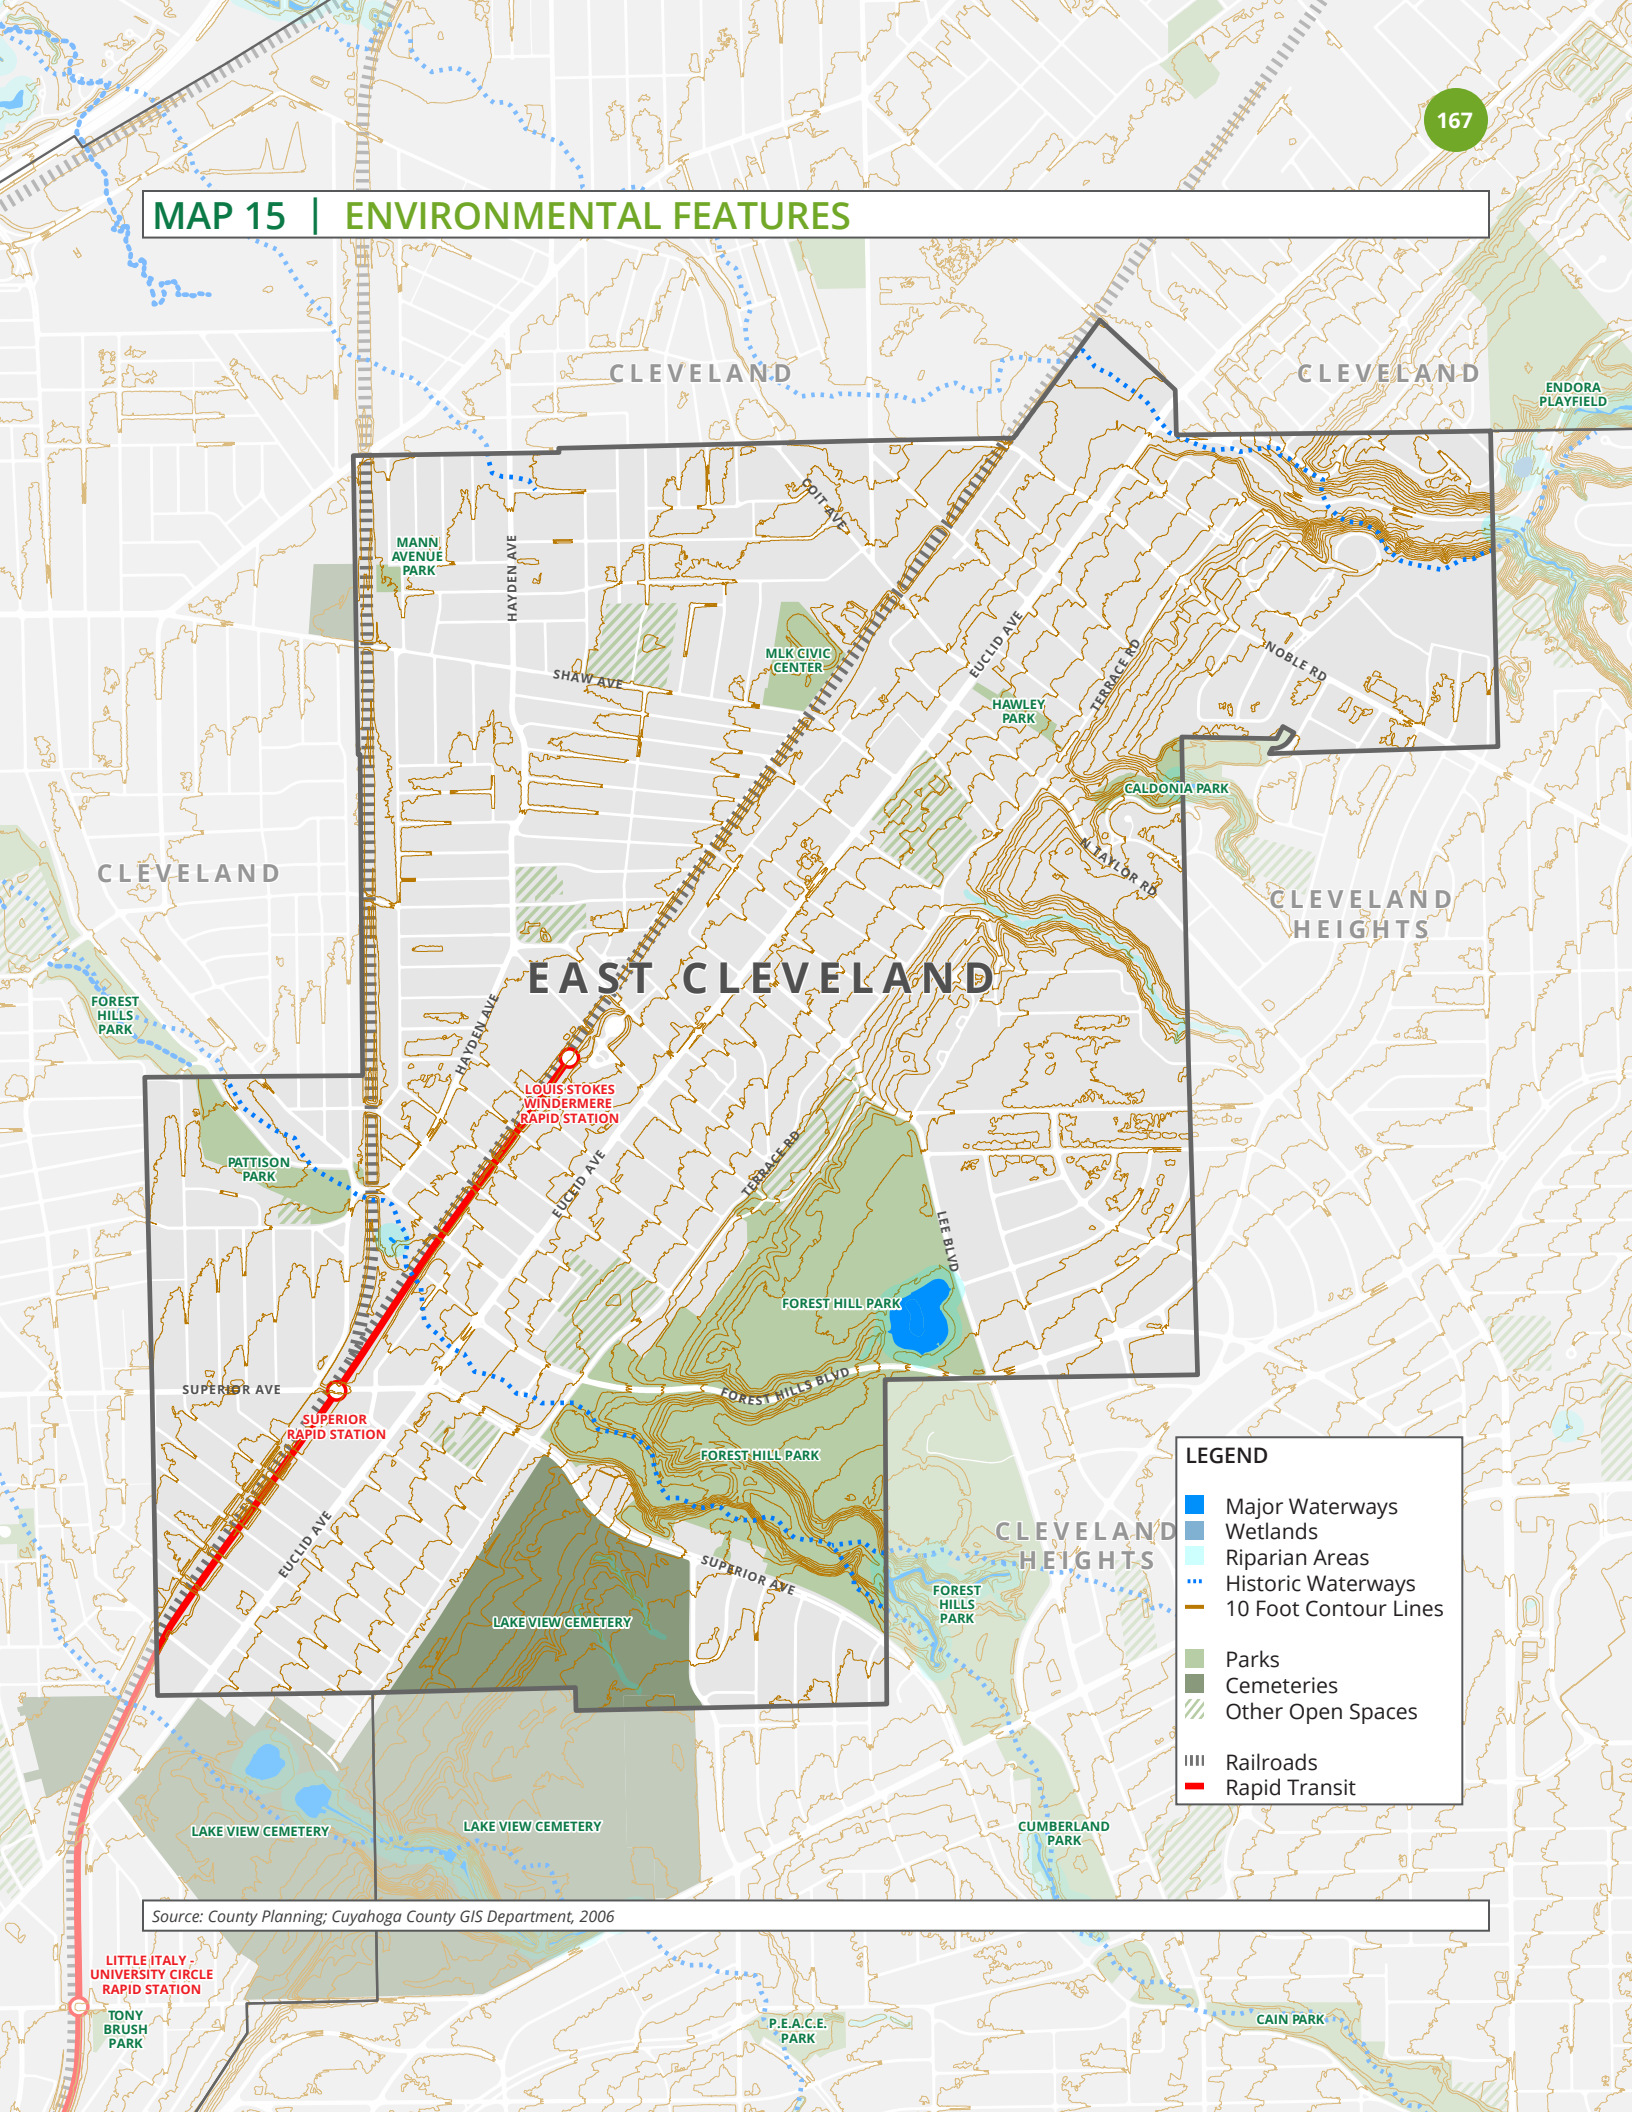 167
MAP 15 | ENVIRONMENTAL FEATURES
CLEVELAND
CLEVELAND
ENDORA
PLAYFIELD
COIT AVE
MANN
AVENUE
PARK
HAYDEN AVE
MLK CIVIC
CENTER
SHAW AVE
EUCLID AVE
TERRACE RD
NOBLE RD
HAWLEY
PARK
CALDONIA PARK
N TAYLOR RD
CLEVELAND
CLEVELAND
HEIGHTS
EAST CLEVELAND
FOREST
HILLS
PARK
HAYDEN AVE
LOUIS STOKES
WINDERMERE
RAPID STATION
PATTISON
PARK
EUCLID AVE
TERRACE RD
LEE BLVD
FOREST HILL PARK
FOREST HILLS BLVD
SUPERIOR AVE
SUPERIOR
RAPID STATION
FOREST HILL PARK
EUCLID AVE
SUPERIOR AVE
CLEVELAND
HEIGHTS
FOREST
HILLS
PARK
LAKE VIEW CEMETERY
LEGEND
Major Waterways
Wetlands
Riparian Areas
Historic Waterways
10 Foot Contour Lines
Parks
Cemeteries
Other Open Spaces
Railroads
Rapid Transit
LAKE VIEW CEMETERY
LAKE VIEW CEMETERY
CUMBERLAND
PARK
Source: County Planning; Cuyahoga County GIS Department, 2006
LITTLE ITALY -
UNIVERSITY CIRCLE
RAPID STATION
TONY
BRUSH
PARK
P.E.A.C.E.
PARK
CAIN PARK